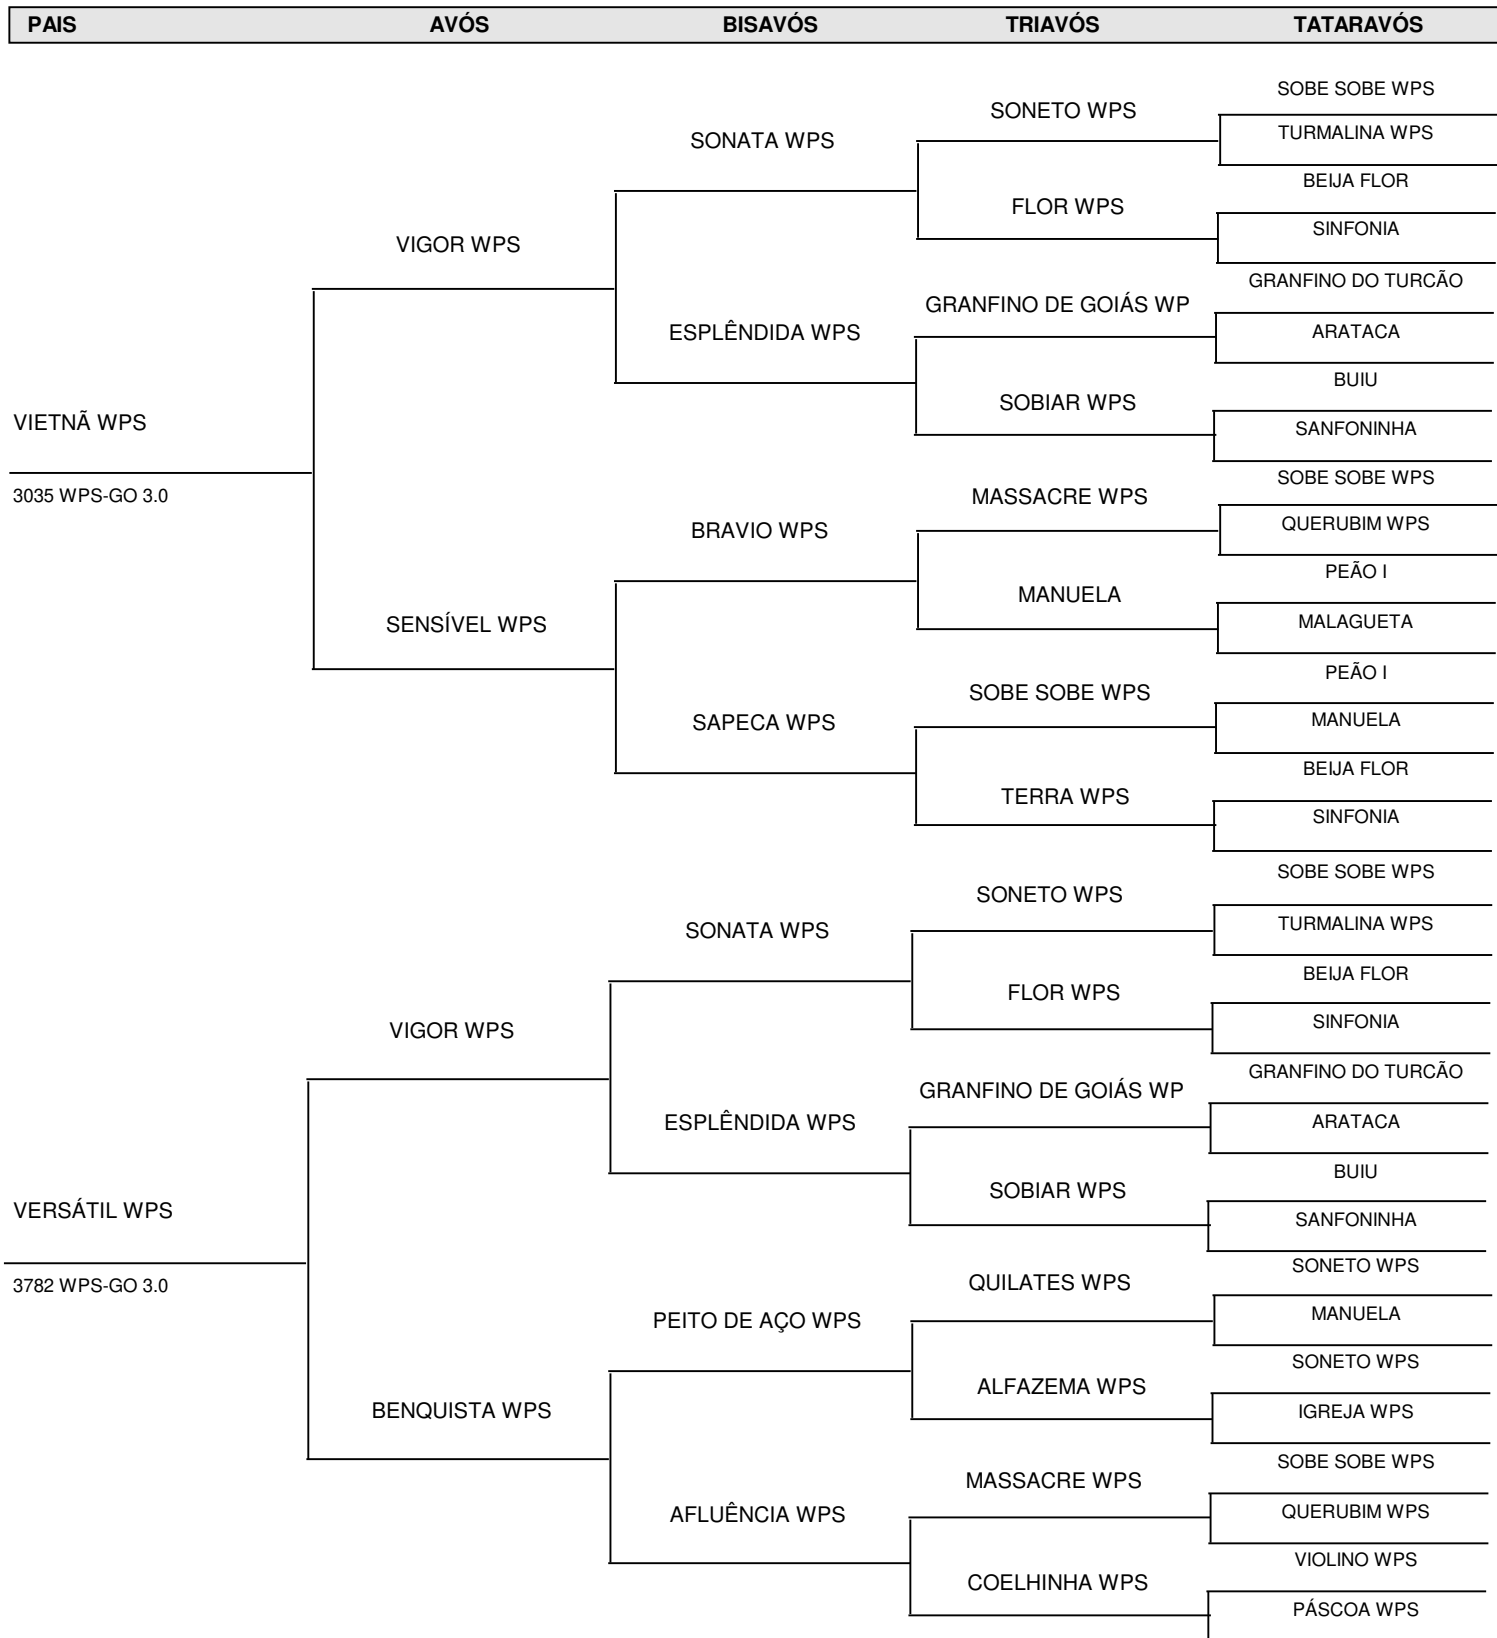 PAIS AVÓS BISAVÓS TRIAVÓS TATARAVÓS
SOBE SOBE WPS
SONETO WPS
TURMALINA WPS
SONATA WPS
BEIJA FLOR
FLOR WPS
SINFONIA
VIGOR WPS
GRANFINO DO TURCÃO
GRANFINO DE GOIÁS WP
ARATACA
ESPLÊNDIDA WPS
BUIU
SOBIAR WPS
SANFONINHA
VIETNÃ WPS
3035 WPS-GO 3.0
SOBE SOBE WPS
MASSACRE WPS
QUERUBIM WPS
BRAVIO WPS
PEÃO I
MANUELA
MALAGUETA
SENSÍVEL WPS
PEÃO I
SOBE SOBE WPS
MANUELA
SAPECA WPS
BEIJA FLOR
TERRA WPS
SINFONIA
SOBE SOBE WPS
SONETO WPS
TURMALINA WPS
SONATA WPS
BEIJA FLOR
FLOR WPS
SINFONIA
VIGOR WPS
GRANFINO DO TURCÃO
GRANFINO DE GOIÁS WP
ARATACA
ESPLÊNDIDA WPS
BUIU
SOBIAR WPS
SANFONINHA
VERSÁTIL WPS
3782 WPS-GO 3.0
SONETO WPS
QUILATES WPS
MANUELA
PEITO DE AÇO WPS
SONETO WPS
ALFAZEMA WPS
IGREJA WPS
BENQUISTA WPS
SOBE SOBE WPS
MASSACRE WPS
QUERUBIM WPS
AFLUÊNCIA WPS
VIOLINO WPS
COELHINHA WPS
PÁSCOA WPS